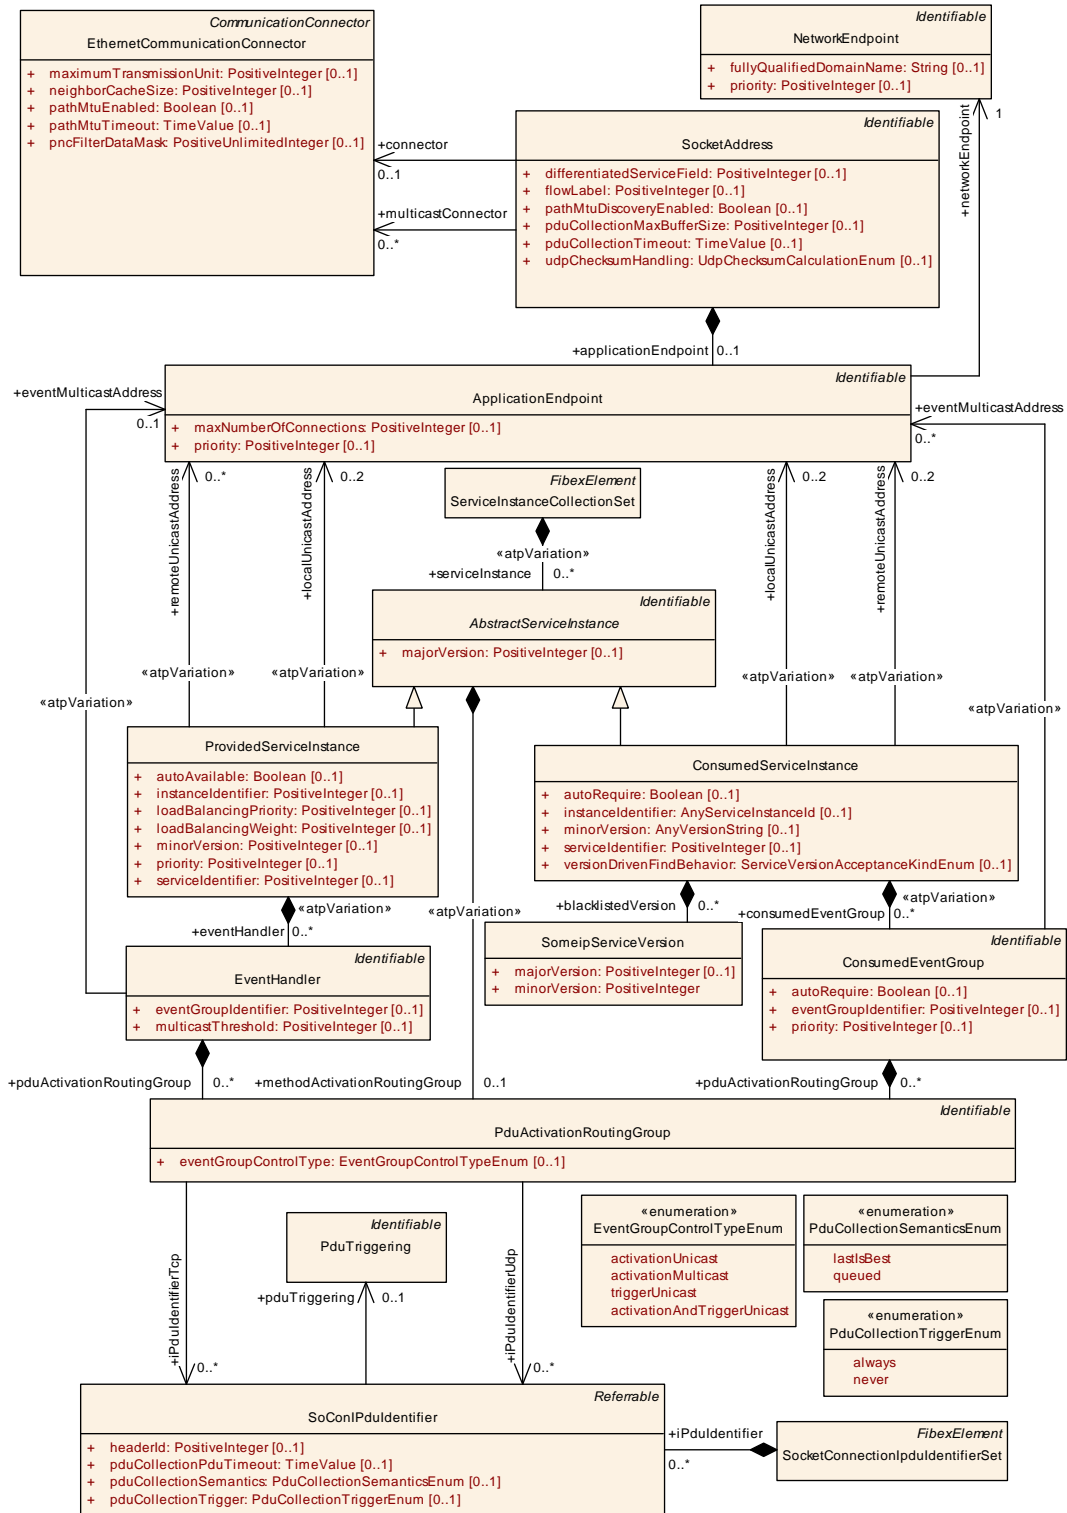 CommunicationConnector
EthernetCommunicationConnector
+ maximumTransmissionUnit: PositiveInteger [0..1]
+ neighborCacheSize: PositiveInteger [0..1]
+ pathMtuEnabled: Boolean [0..1]
+ pathMtuTimeout: TimeValue [0..1]
+ pncFilterDataMask: PositiveUnlimitedInteger [0..1]
Identifiable
NetworkEndpoint
+ fullyQualifiedDomainName: String [0..1]
+ priority: PositiveInteger [0..1]
1
+networkEndpoint
Identifiable
SocketAddress
+ differentiatedServiceField: PositiveInteger [0..1]
+ flowLabel: PositiveInteger [0..1]
+ pathMtuDiscoveryEnabled: Boolean [0..1]
+ pduCollectionMaxBufferSize: PositiveInteger [0..1]
+ pduCollectionTimeout: TimeValue [0..1]
+ udpChecksumHandling: UdpChecksumCalculationEnum [0..1]
+connector
0..1
+multicastConnector
0..*
+applicationEndpoint 0..1
Identifiable
ApplicationEndpoint
+ maxNumberOfConnections: PositiveInteger [0..1]
+ priority: PositiveInteger [0..1]
+eventMulticastAddress
0..1
+eventMulticastAddress
0..*
+remoteUnicastAddress
0..*
+localUnicastAddress
0..2
+localUnicastAddress
0..2
+remoteUnicastAddress
0..2
FibexElement
ServiceInstanceCollectionSet
«atpVariation»
+serviceInstance 0..*
Identifiable
AbstractServiceInstance
+ majorVersion: PositiveInteger [0..1]
«atpVariation»
«atpVariation»
«atpVariation»
«atpVariation»
«atpVariation»
«atpVariation»
ProvidedServiceInstance
+ autoAvailable: Boolean [0..1]
+ instanceIdentifier: PositiveInteger [0..1]
+ loadBalancingPriority: PositiveInteger [0..1]
+ loadBalancingWeight: PositiveInteger [0..1]
+ minorVersion: PositiveInteger [0..1]
+ priority: PositiveInteger [0..1]
+ serviceIdentifier: PositiveInteger [0..1]
ConsumedServiceInstance
+ autoRequire: Boolean [0..1]
+ instanceIdentifier: AnyServiceInstanceId [0..1]
+ minorVersion: AnyVersionString [0..1]
+ serviceIdentifier: PositiveInteger [0..1]
+ versionDrivenFindBehavior: ServiceVersionAcceptanceKindEnum [0..1]
«atpVariation»
+eventHandler 0..*
«atpVariation»
+blacklistedVersion 0..*
«atpVariation»
+consumedEventGroup 0..*
Identifiable
EventHandler
+ eventGroupIdentifier: PositiveInteger [0..1]
+ multicastThreshold: PositiveInteger [0..1]
SomeipServiceVersion
+ majorVersion: PositiveInteger [0..1]
+ minorVersion: PositiveInteger
Identifiable
ConsumedEventGroup
+ autoRequire: Boolean [0..1]
+ eventGroupIdentifier: PositiveInteger [0..1]
+ priority: PositiveInteger [0..1]
+pduActivationRoutingGroup 0..*
+methodActivationRoutingGroup 0..1
+pduActivationRoutingGroup 0..*
Identifiable
PduActivationRoutingGroup
+ eventGroupControlType: EventGroupControlTypeEnum [0..1]
+iPduIdentifierTcp
0..*
+iPduIdentifierUdp
0..*
Identifiable
PduTriggering
+pduTriggering 0..1
«enumeration»
EventGroupControlTypeEnum
activationUnicast
activationMulticast
triggerUnicast
activationAndTriggerUnicast
«enumeration»
PduCollectionSemanticsEnum
lastIsBest
queued
«enumeration»
PduCollectionTriggerEnum
always
never
Referrable
SoConIPduIdentifier
+ headerId: PositiveInteger [0..1]
+ pduCollectionPduTimeout: TimeValue [0..1]
+ pduCollectionSemantics: PduCollectionSemanticsEnum [0..1]
+ pduCollectionTrigger: PduCollectionTriggerEnum [0..1]
+iPduIdentifier
0..*
FibexElement
SocketConnectionIpduIdentifierSet